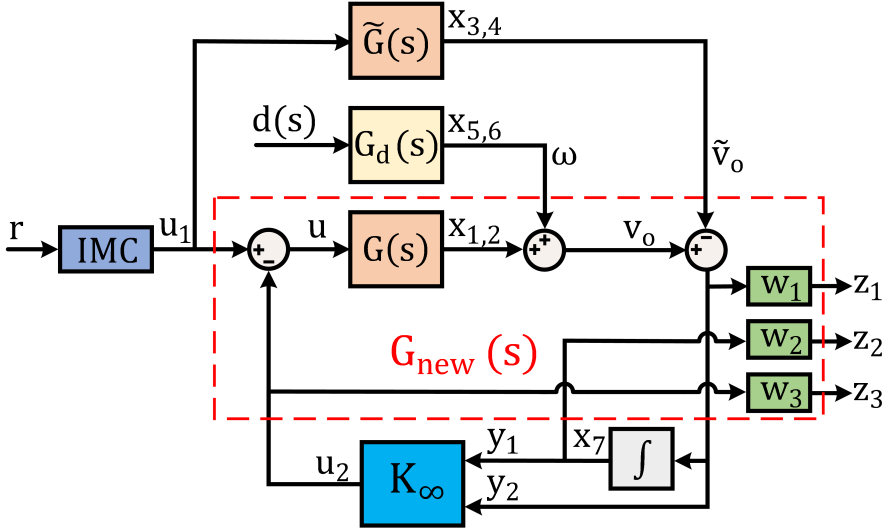 G̃(s)
x3,4
d(s)
Gd(s)
x5,6
ω
ṽo
r
IMC
u1
+
−
u
G(s)
x1,2
+
+
vo
−
w1
z1
w2
z2
w3
z3
Gnew(s)
u2
K∞
y1
y2
x7
∫